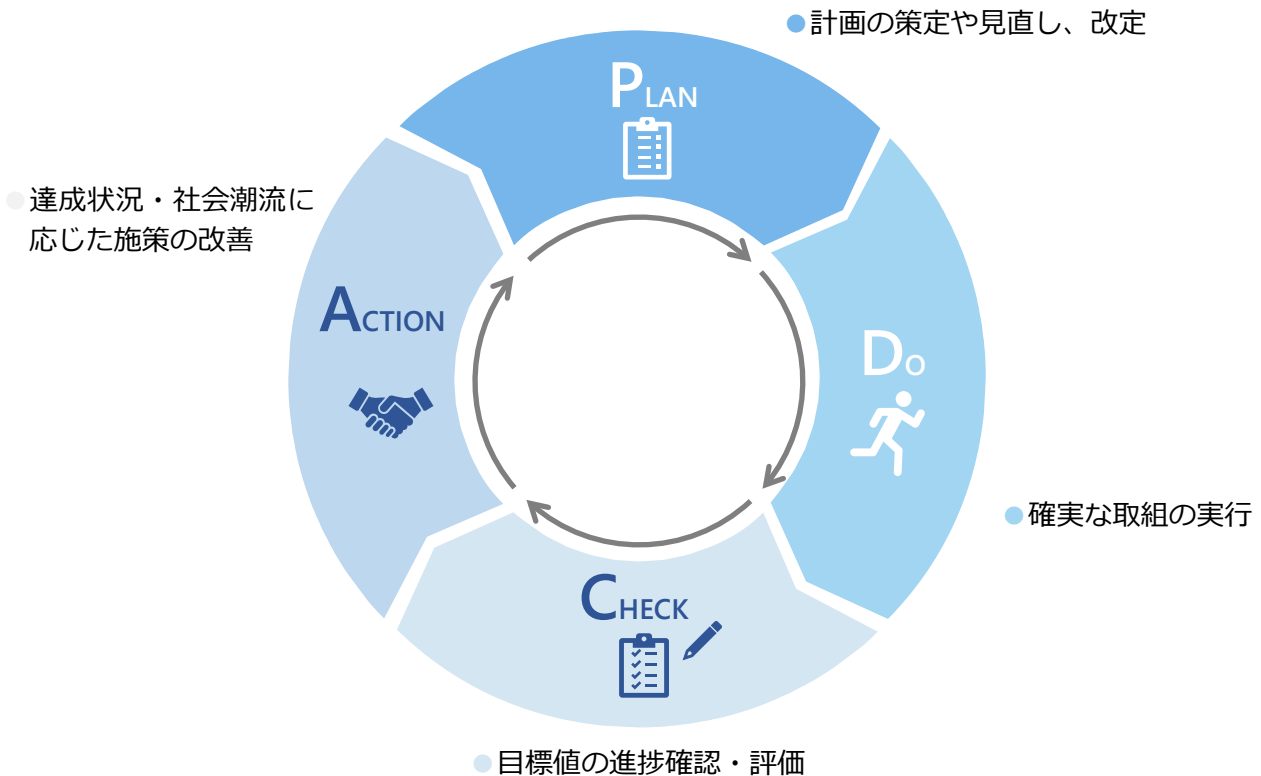 ●計画の策定や見直し、改定
PLAN
●達成状況・社会潮流に
応じた施策の改善
ACTION
DO
●確実な取組の実行
CHECK
●目標値の進捗確認・評価